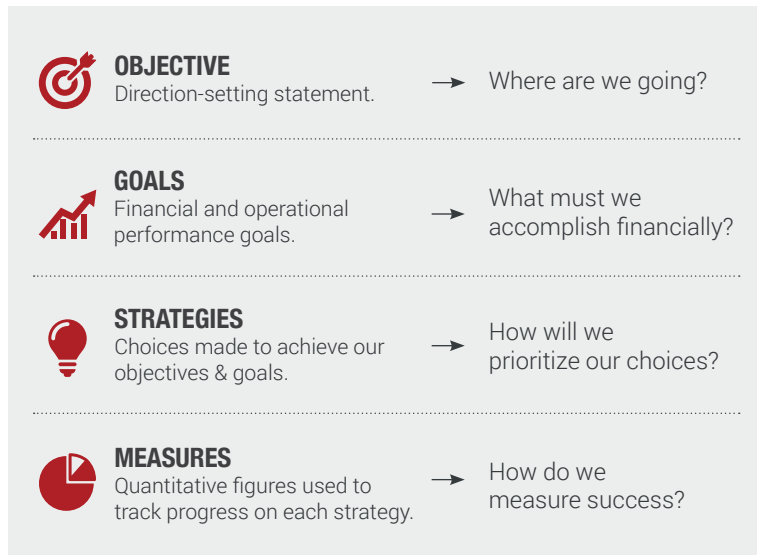 OBJECTIVE
Direction-setting statement.
Where are we going?
GOALS
Financial and operational
performance goals.
What must we
accomplish financially?
STRATEGIES
Choices made to achieve our
objectives & goals.
How will we
prioritize our choices?
MEASURES
Quantitative figures used to
track progress on each strategy.
How do we
measure success?